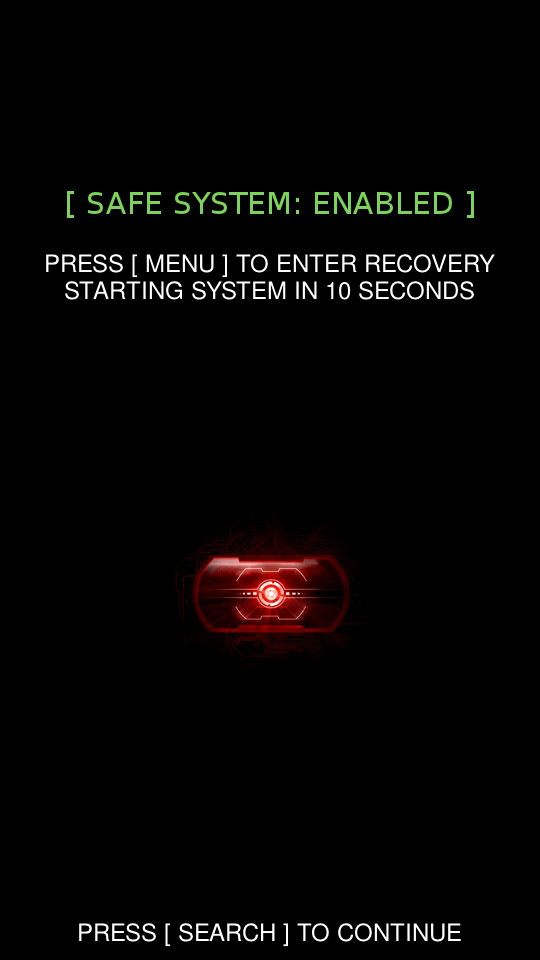 [ SAFE SYSTEM: ENABLED ]
PRESS [ MENU ] TO ENTER RECOVERY
STARTING SYSTEM IN 10 SECONDS
PRESS [ SEARCH ] TO CONTINUE